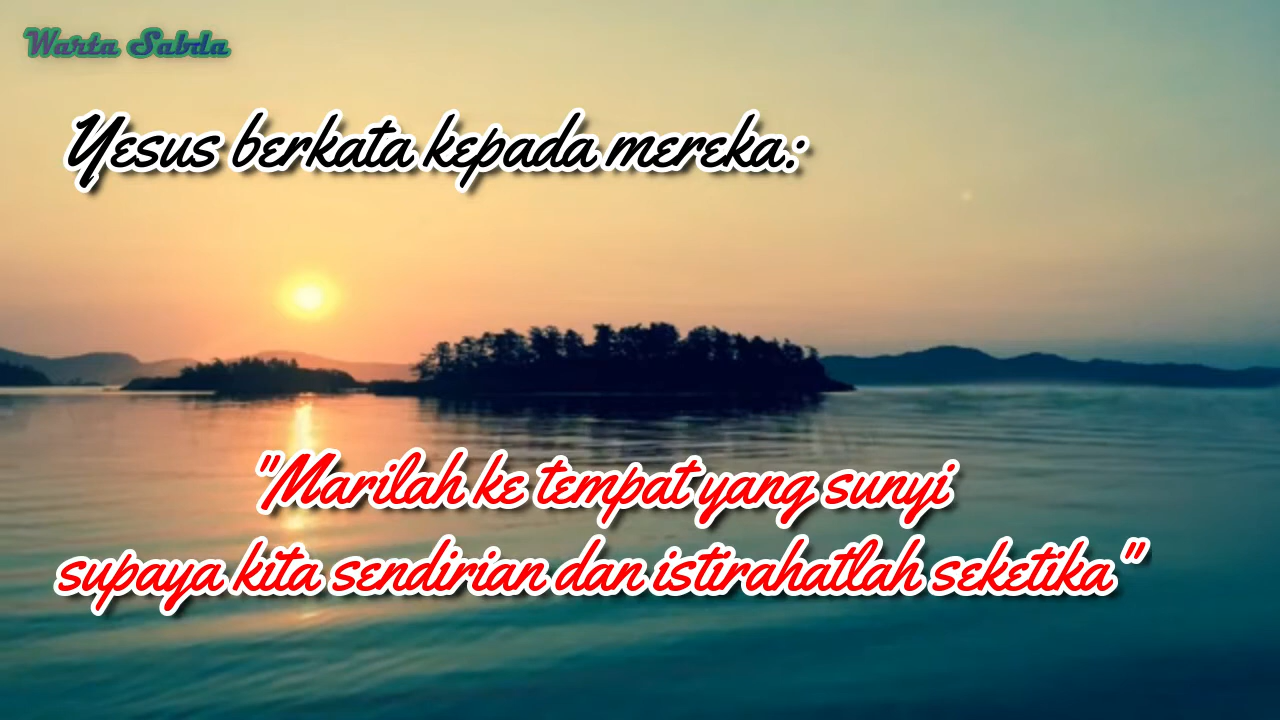 Warta Sabda
Yesus berkata kepada mereka:
"Marilah ke tempat yang sunyi
supaya kita sendirian dan istirahatlah seketika"